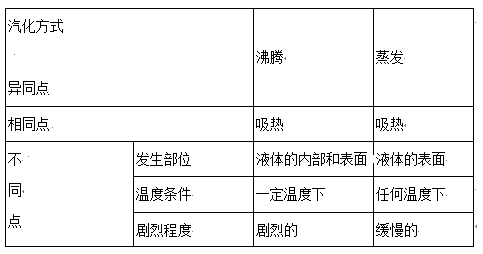 汽化方式
异同点
沸腾
蒸发
相同点
吸热
吸热
不
同
点
发生部位
液体的内部和表面
液体的表面
温度条件
一定温度下
任何温度下
剧烈程度
剧烈的
缓慢的